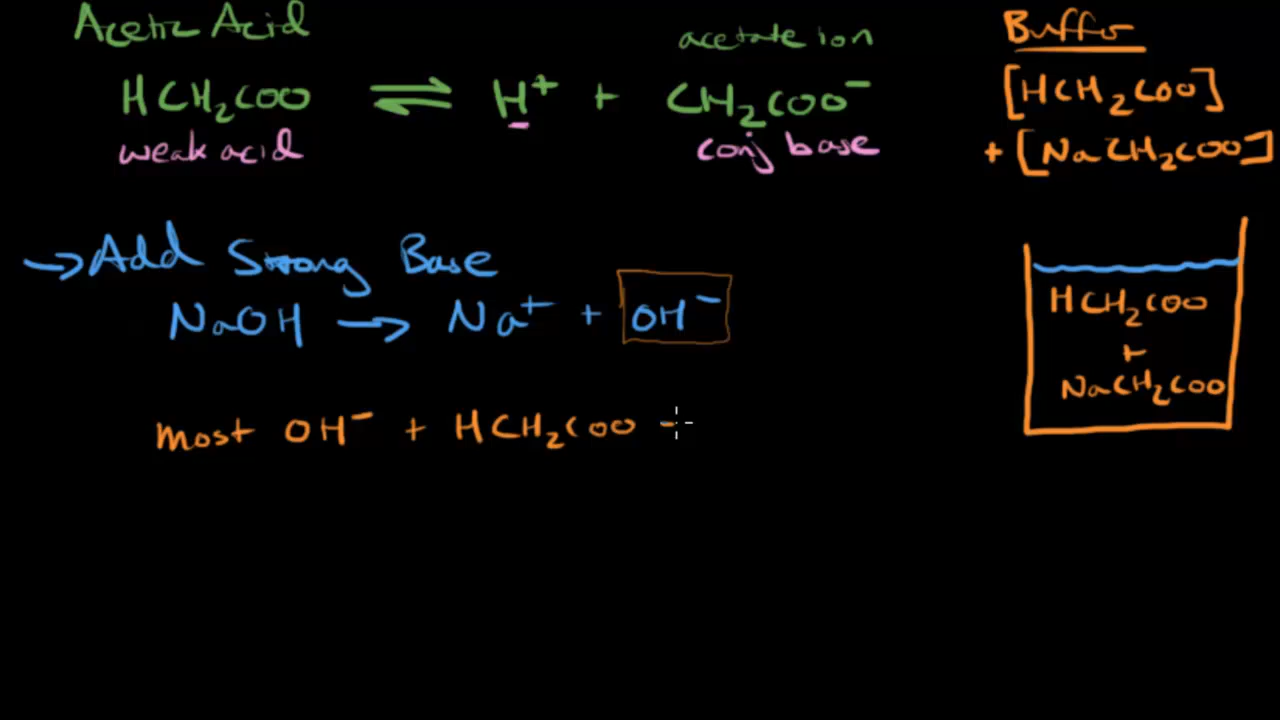 Acetic Acid
acetate ion
Buffer
HCH₂COO ⇌ H⁺ + CH₂COO⁻
[HCH₂COO]
weak acid
conj base
+ [NaCH₂COO]
→ Add Strong Base
NaOH → Na⁺ + OH⁻
HCH₂COO
+
NaCH₂COO
most OH⁻ + HCH₂COO -